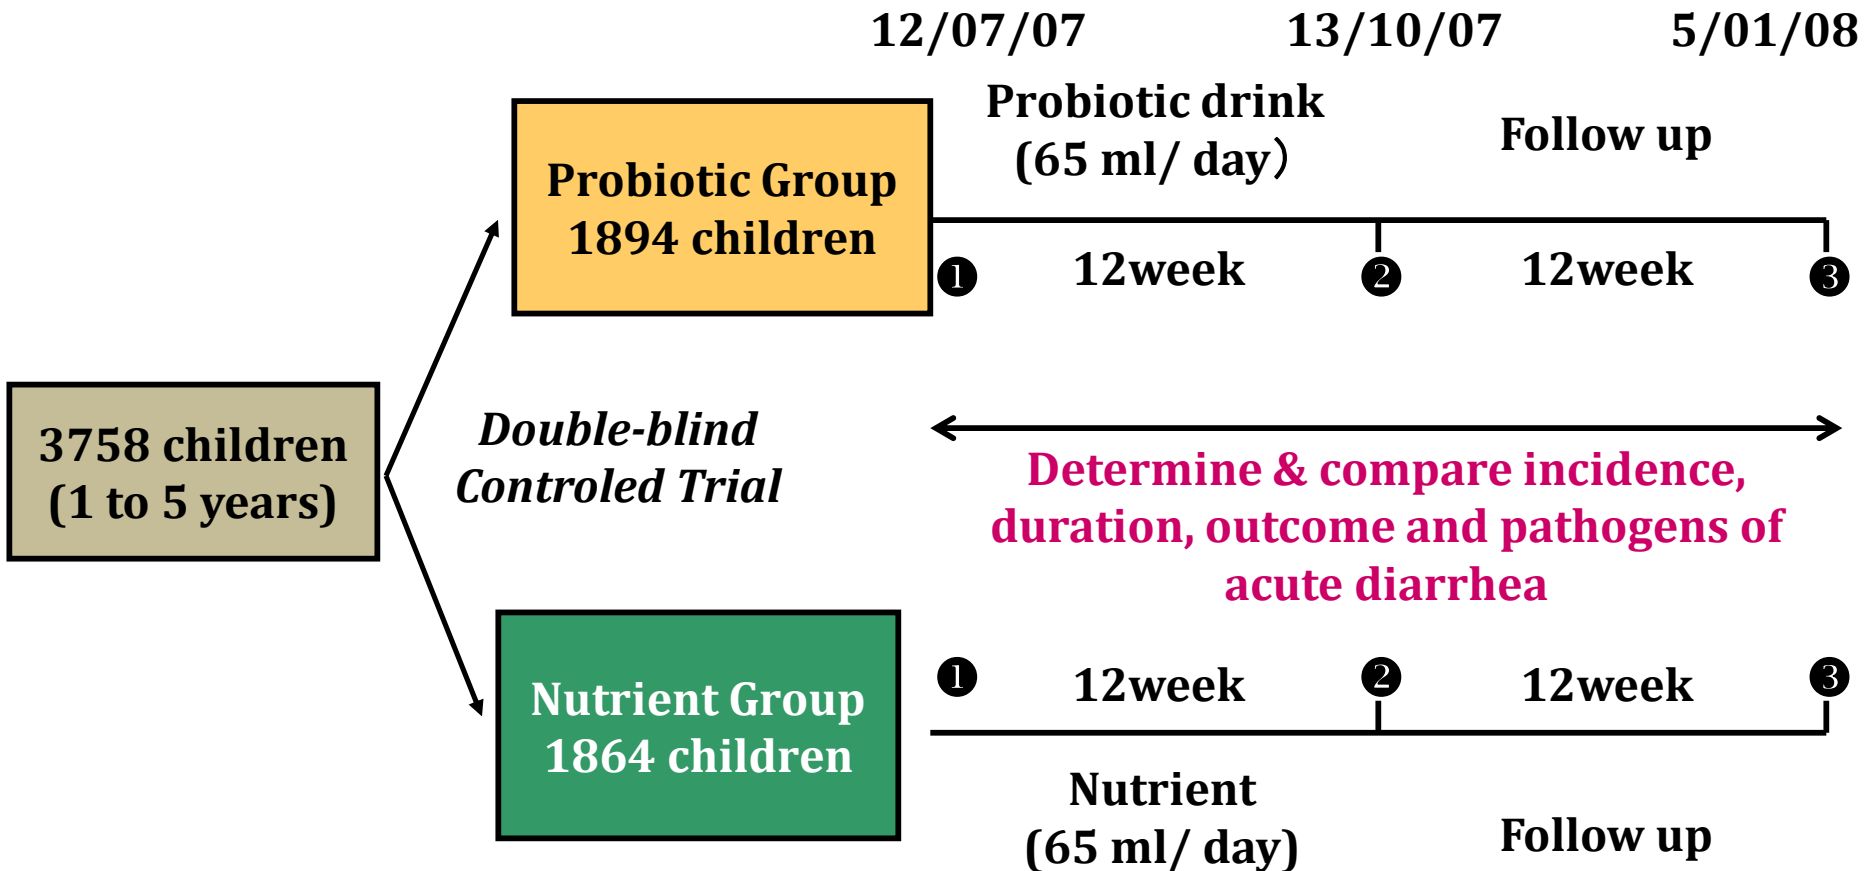 12/07/07 13/10/07 5/01/08
Probiotic drink
(65 ml/ day)
Follow up
Probiotic Group
1894 children
❶ 12week ❷ 12week ❸
3758 children
(1 to 5 years)
Double-blind
Controled Trial
Determine & compare incidence,
duration, outcome and pathogens of
acute diarrhea
Nutrient Group
1864 children
❶ 12week ❷ 12week ❸
Nutrient
(65 ml/ day)
Follow up